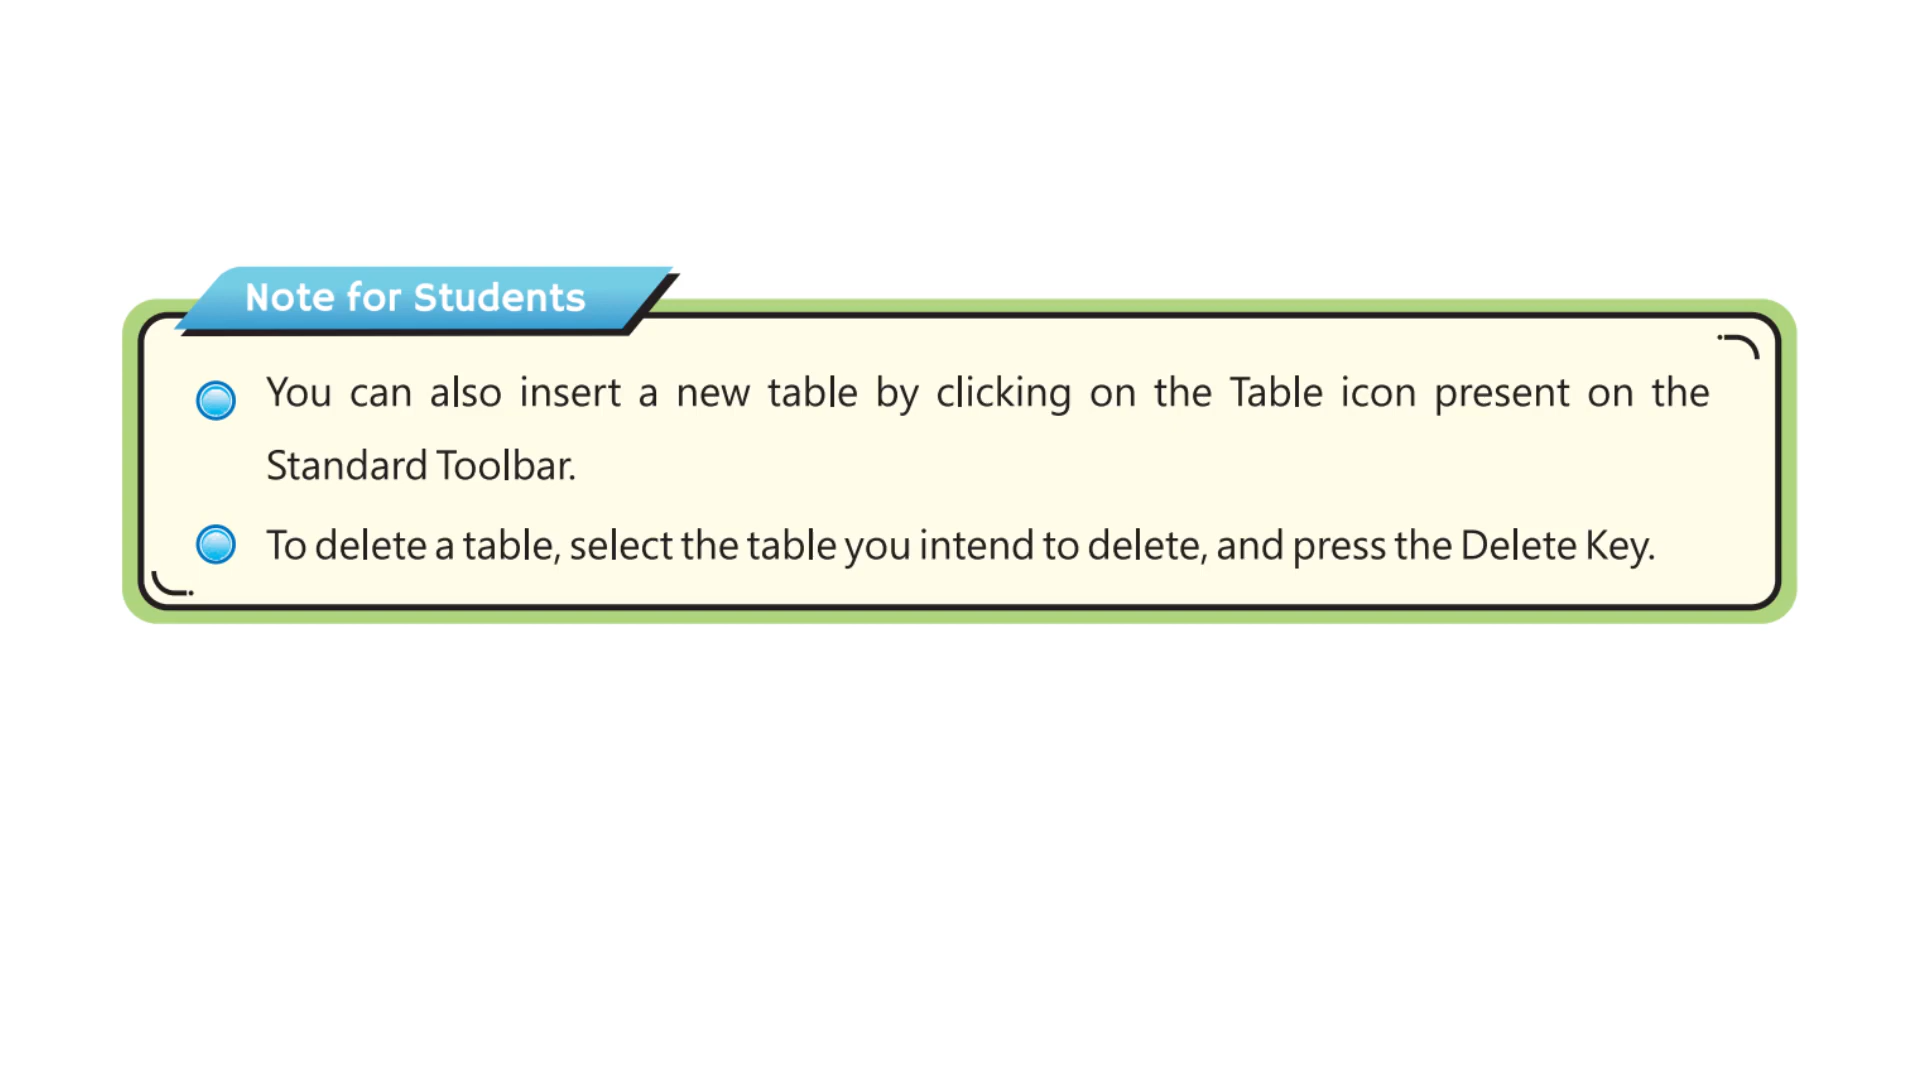 Note for Students
You can also insert a new table by clicking on the Table icon present on the
Standard Toolbar.
To delete a table, select the table you intend to delete, and press the Delete Key.